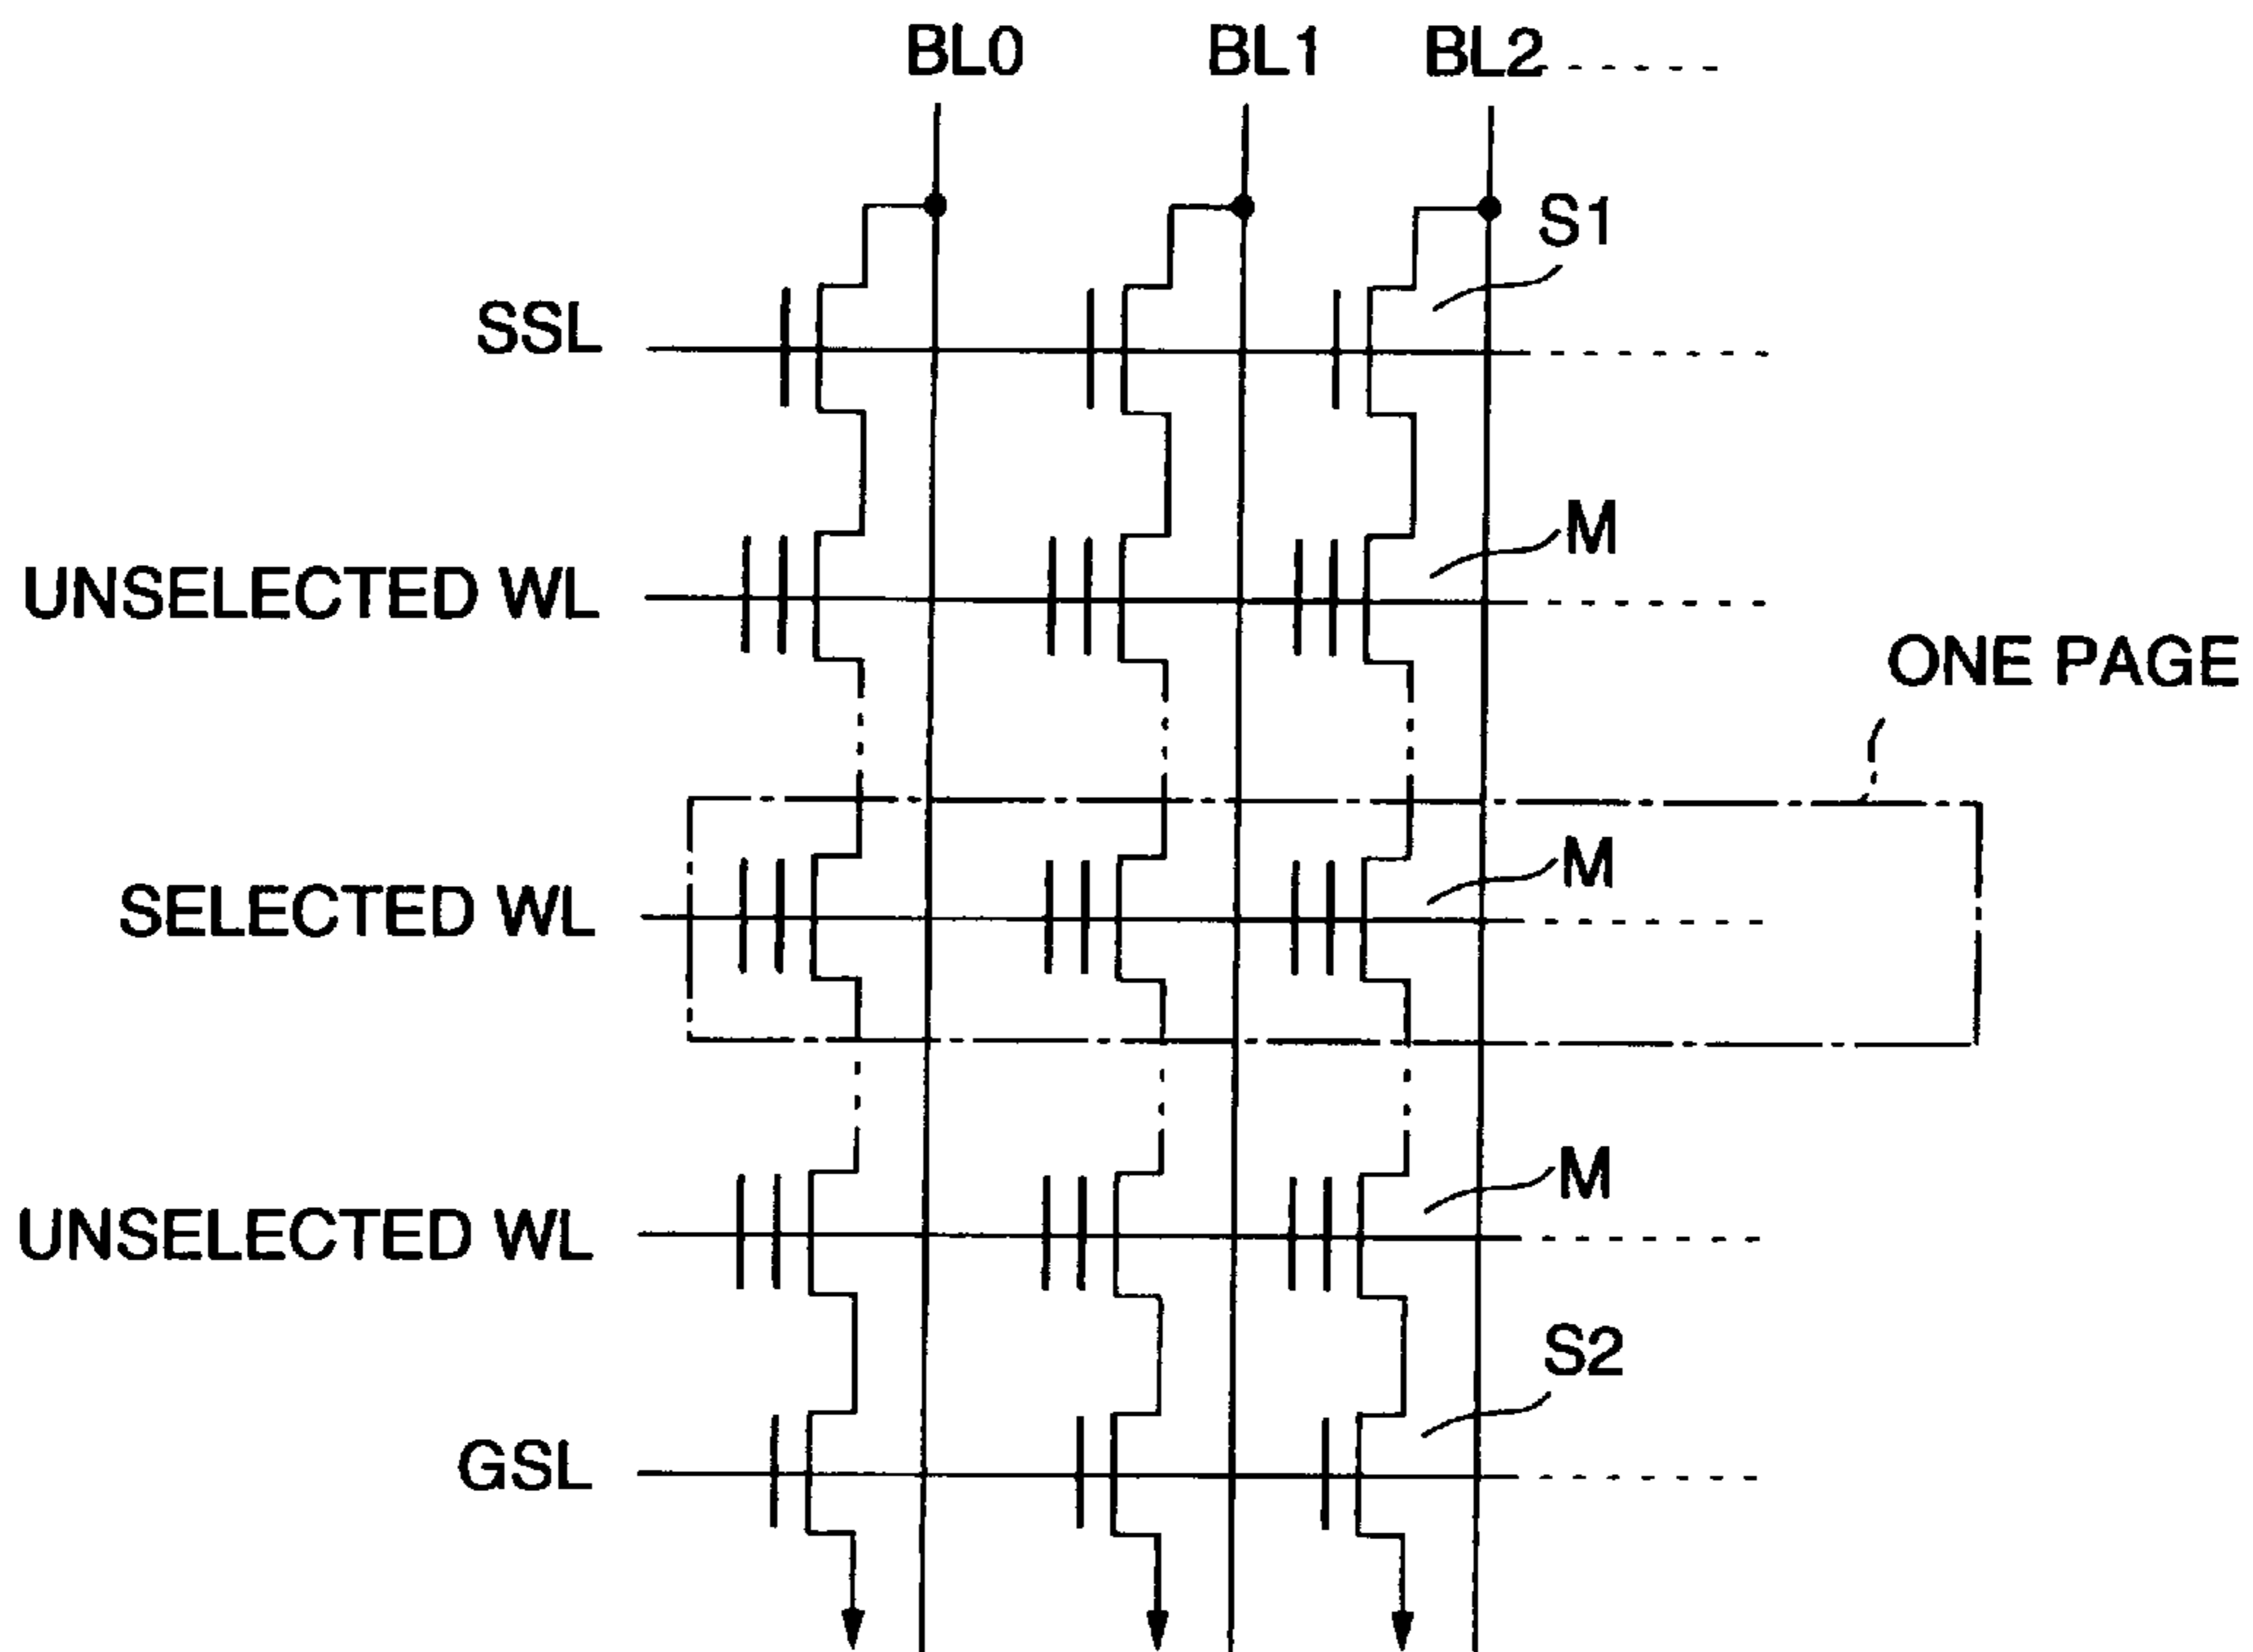 BL0 BL1 BL2
S1
SSL
M
UNSELECTED WL
ONE PAGE
M
SELECTED WL
M
UNSELECTED WL
S2
GSL